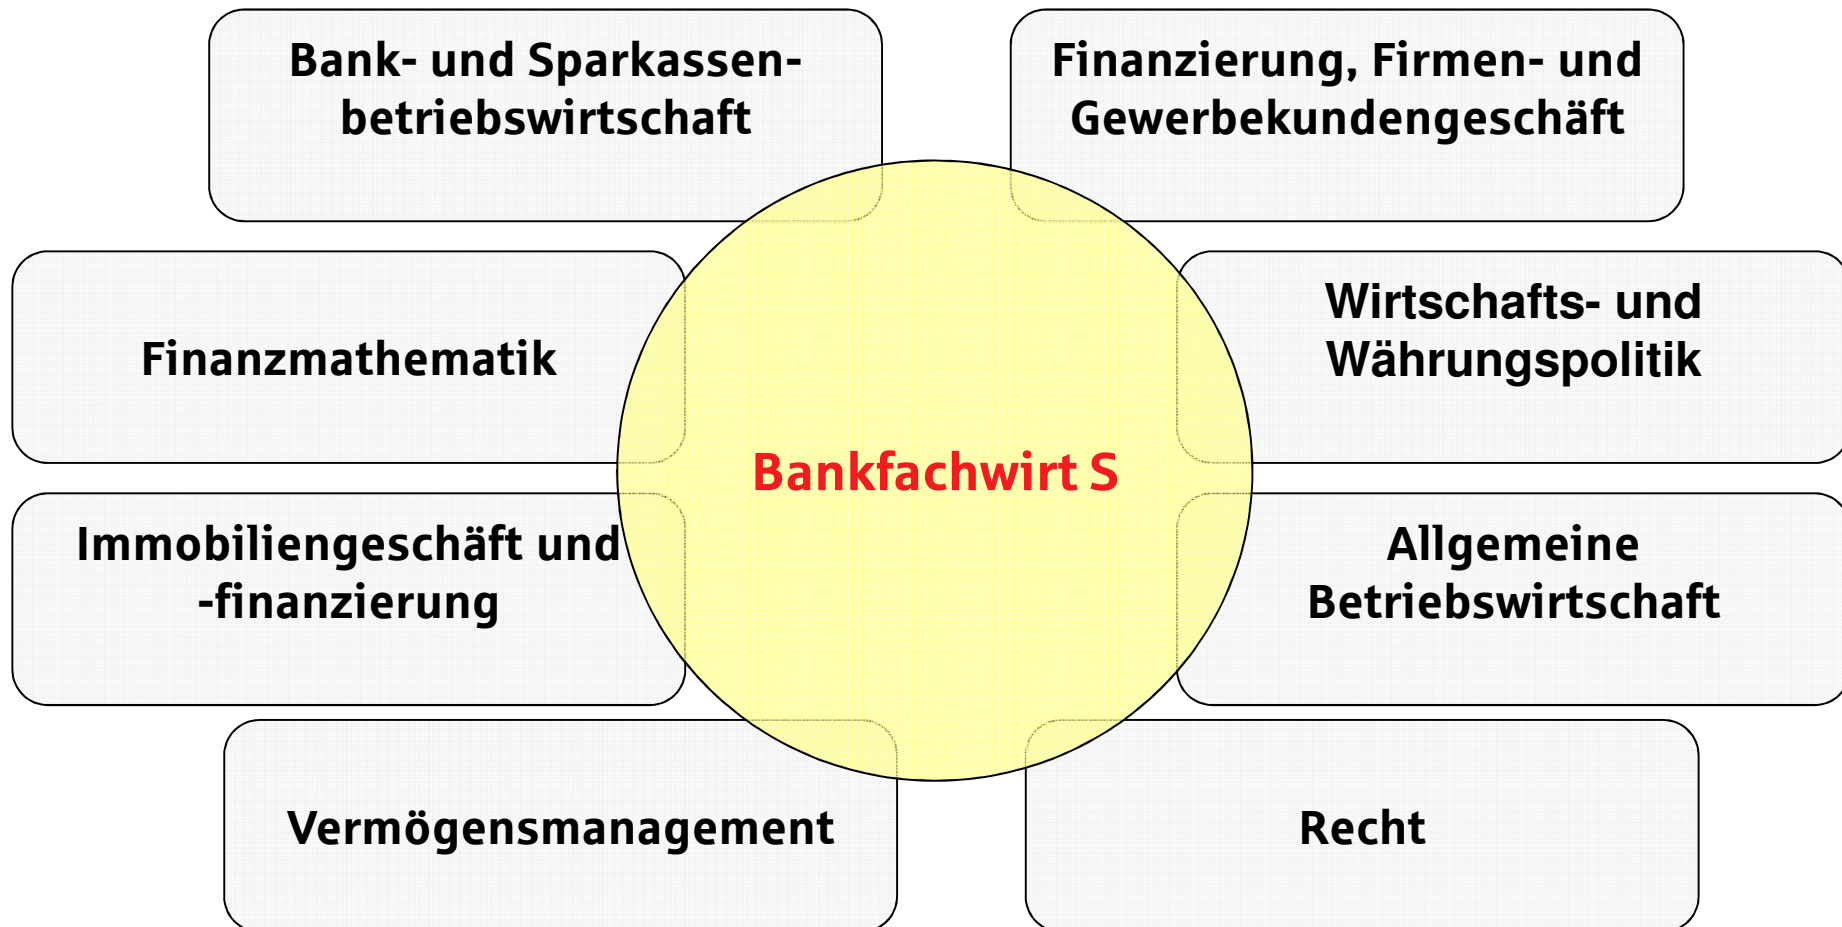 Bank- und Sparkassen-
betriebswirtschaft
Finanzierung, Firmen- und
Gewerbekundengeschäft
Finanzmathematik
Wirtschafts- und
Währungspolitik
Bankfachwirt S
Immobiliengeschäft und
-finanzierung
Allgemeine
Betriebswirtschaft
Vermögensmanagement
Recht